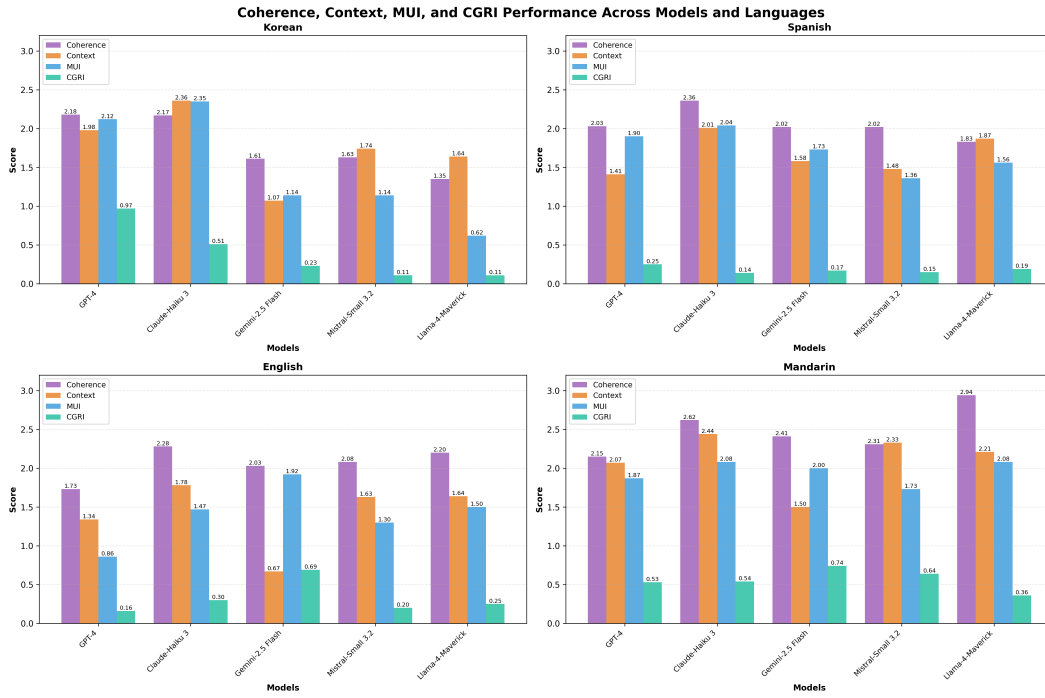 Coherence, Context, MUI, and CGRI Performance Across Models and Languages
Korean
Coherence
Context
MUI
CGRI
Score
3.0
2.5
2.0
1.5
1.0
0.5
0.0
2.18
1.98
2.12
0.97
2.17
2.36
2.35
0.51
1.61
1.07
1.14
0.23
1.63
1.74
1.14
0.11
1.35
1.64
0.62
0.11
GPT-4
Claude-Haiku 3
Gemini-2.5 Flash
Mistral-Small 3.2
Llama-4-Maverick
Models
Spanish
Coherence
Context
MUI
CGRI
Score
3.0
2.5
2.0
1.5
1.0
0.5
0.0
2.03
1.41
1.90
0.25
2.36
2.01
2.04
0.14
2.02
1.58
1.73
0.17
2.02
1.48
1.36
0.15
1.83
1.87
1.56
0.19
GPT-4
Claude-Haiku 3
Gemini-2.5 Flash
Mistral-Small 3.2
Llama-4-Maverick
Models
English
Coherence
Context
MUI
CGRI
Score
3.0
2.5
2.0
1.5
1.0
0.5
0.0
1.73
1.34
0.86
0.16
2.28
1.78
1.47
0.30
2.03
0.67
1.92
0.69
2.08
1.63
1.30
0.20
2.20
1.64
1.50
0.25
GPT-4
Claude-Haiku 3
Gemini-2.5 Flash
Mistral-Small 3.2
Llama-4-Maverick
Models
Mandarin
Coherence
Context
MUI
CGRI
Score
3.0
2.5
2.0
1.5
1.0
0.5
0.0
2.15
2.07
1.87
0.53
2.62
2.44
2.08
0.54
2.41
1.50
2.00
0.74
2.31
2.33
1.73
0.64
2.94
2.21
2.08
0.36
GPT-4
Claude-Haiku 3
Gemini-2.5 Flash
Mistral-Small 3.2
Llama-4-Maverick
Models